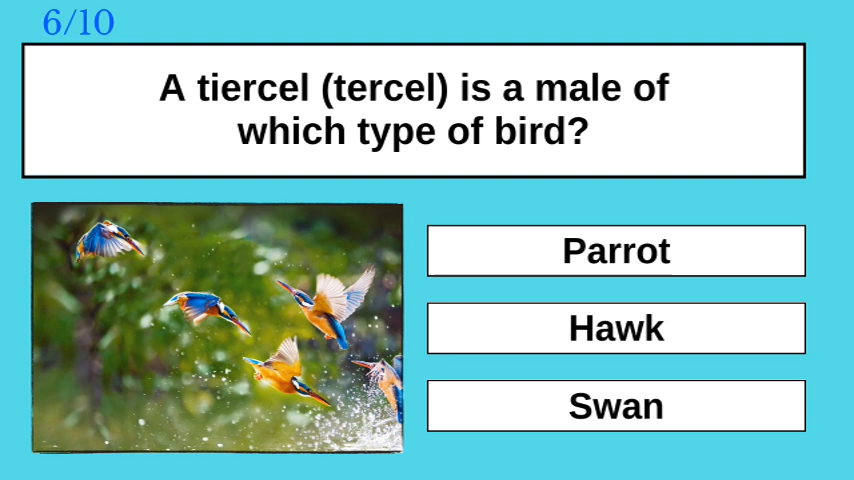 6/10
A tiercel (tercel) is a male of
which type of bird?
Parrot
Hawk
Swan